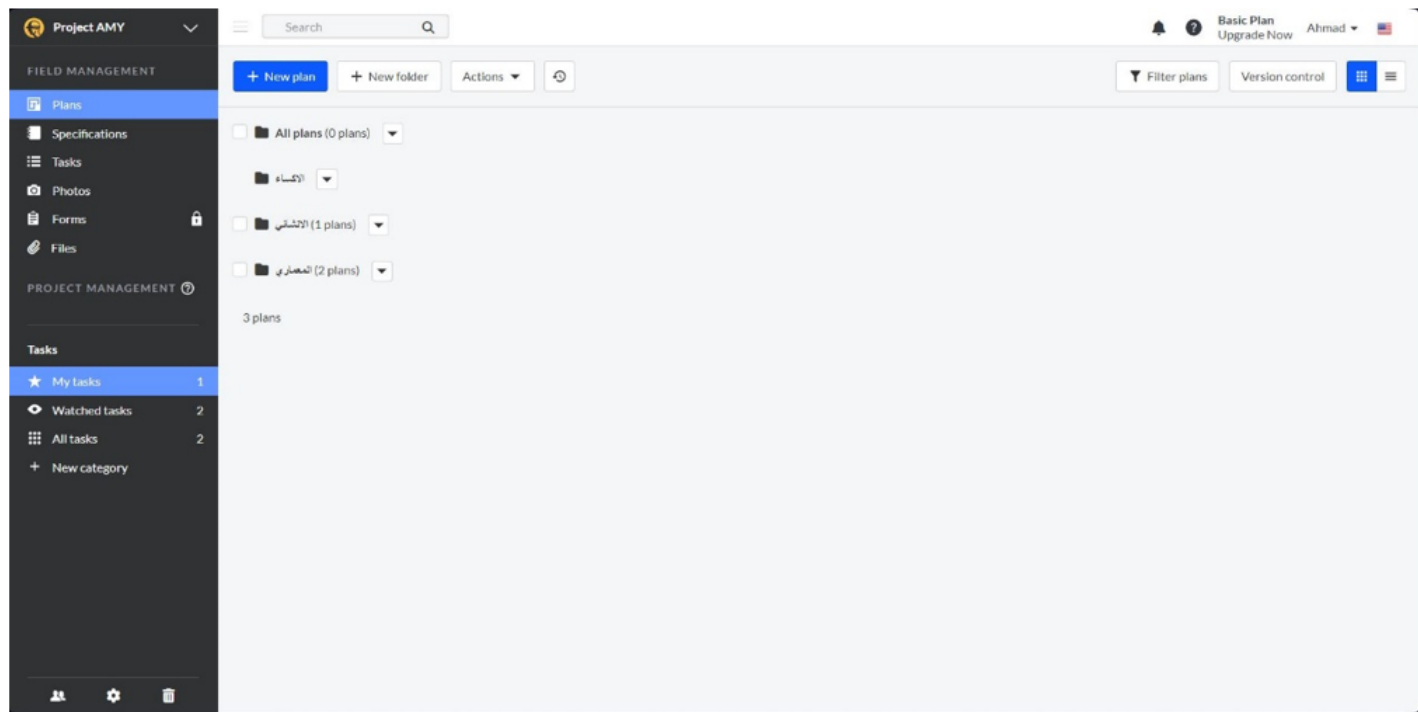 Project AMY
Search
Basic Plan
Upgrade Now
Ahmad
FIELD MANAGEMENT
+ New plan
+ New folder
Actions
Filter plans
Version control
Plans
Specifications
Tasks
Photos
Forms
Files
All plans (0 plans)
الاكساء
الانشائي (1 plans)
المعماري (2 plans)
3 plans
PROJECT MANAGEMENT
Tasks
My tasks 1
Watched tasks 2
All tasks 2
+ New category